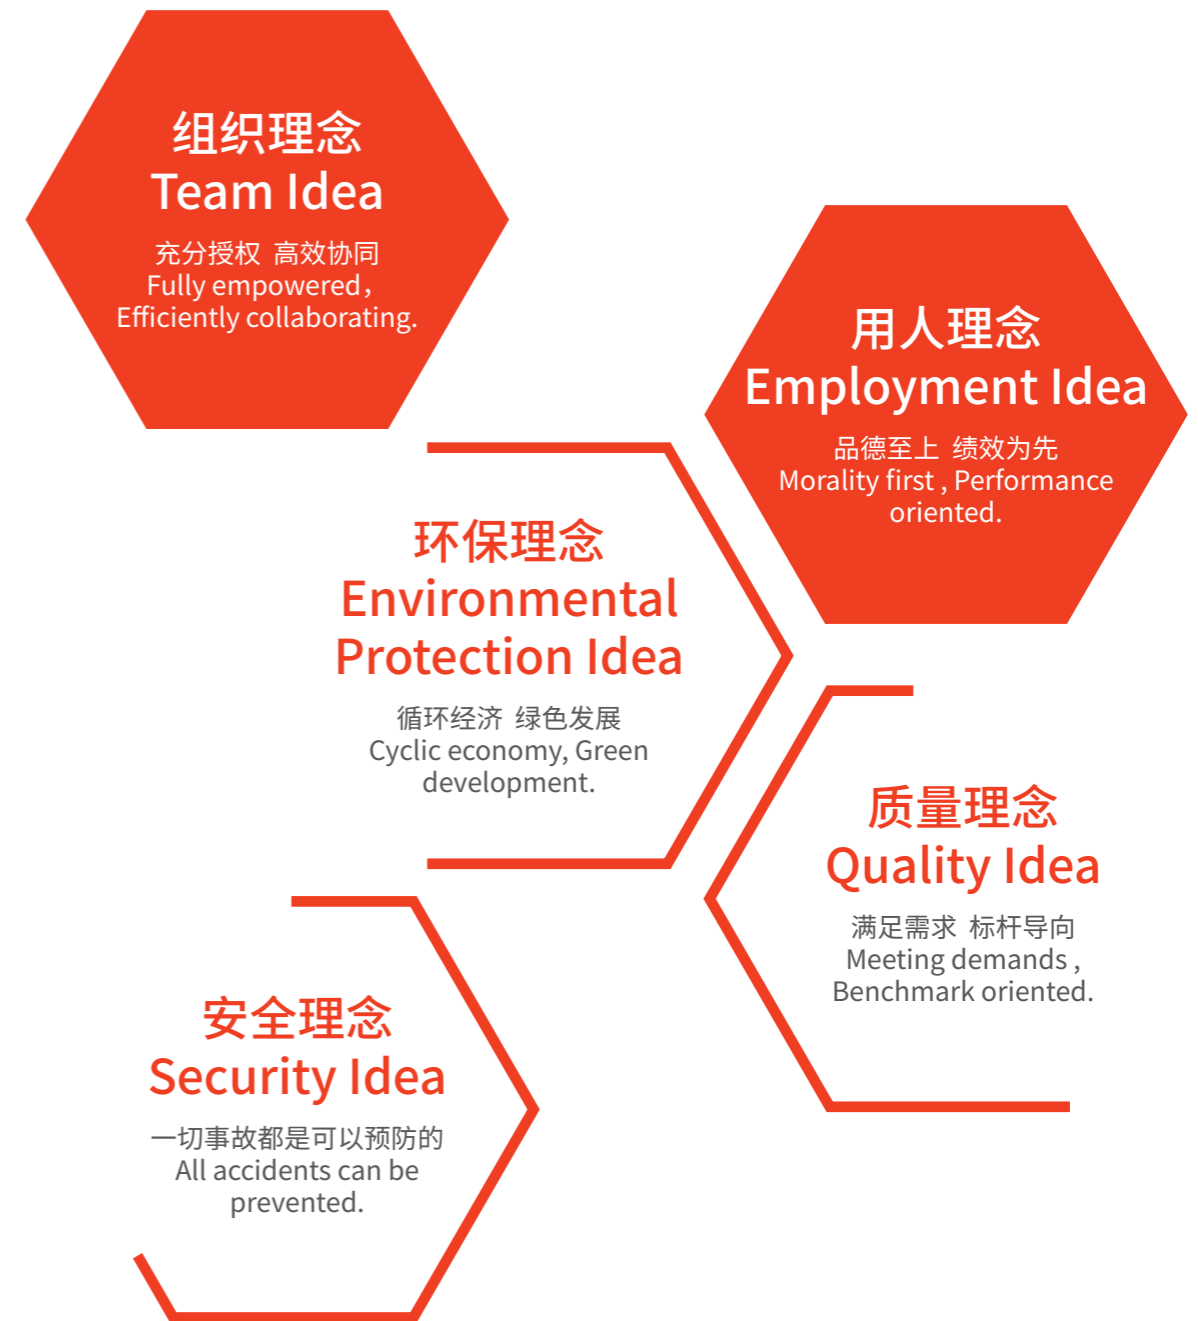 组织理念
Team Idea
充分授权 高效协同
Fully empowered，
Efficiently collaborating.
用人理念
Employment Idea
品德至上 绩效为先
Morality first , Performance
oriented.
环保理念
Environmental
Protection Idea
循环经济 绿色发展
Cyclic economy, Green
development.
质量理念
Quality Idea
满足需求 标杆导向
Meeting demands ,
Benchmark oriented.
安全理念
Security Idea
一切事故都是可以预防的
All accidents can be
prevented.